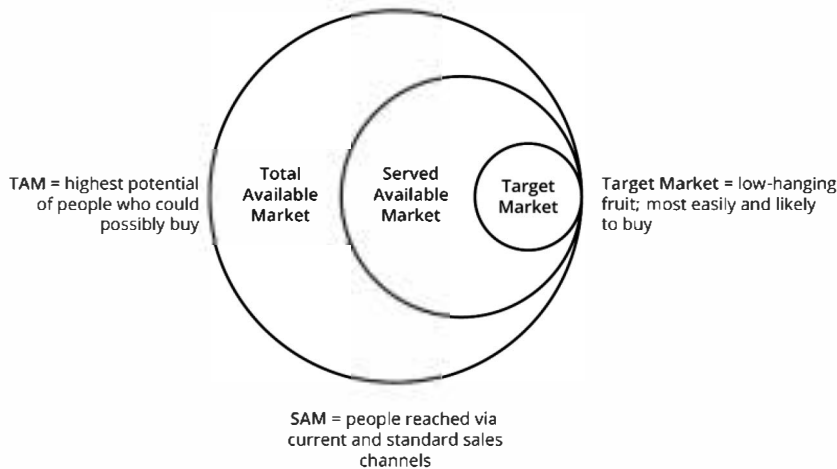 TAM = highest potential
of people who could
possibly buy
Total
Available
Market
Served
Available
Market
Target
Market
Target Market = low-hanging
fruit; most easily and likely
to buy
SAM = people reached via
current and standard sales
channels